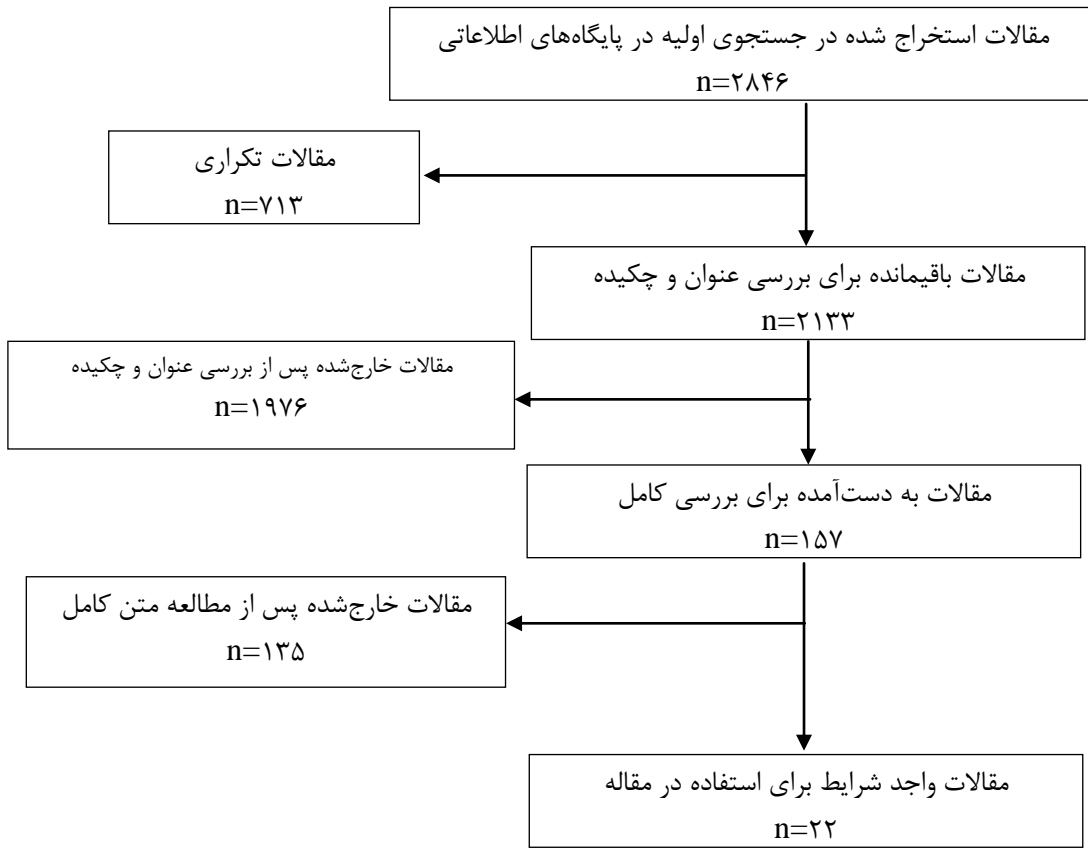 مقالات استخراج شده در جستجوی اولیه در پایگاه‌های اطلاعاتی
n=۲۸۴۶
مقالات تکراری
n=۷۱۳
مقالات باقیمانده برای بررسی عنوان و چکیده
n=۲۱۳۳
مقالات خارج‌شده پس از بررسی عنوان و چکیده
n=۱۹۷۶
مقالات به دست‌آمده برای بررسی کامل
n=۱۵۷
مقالات خارج‌شده پس از مطالعه متن کامل
n=۱۳۵
مقالات واجد شرایط برای استفاده در مقاله
n=۲۲